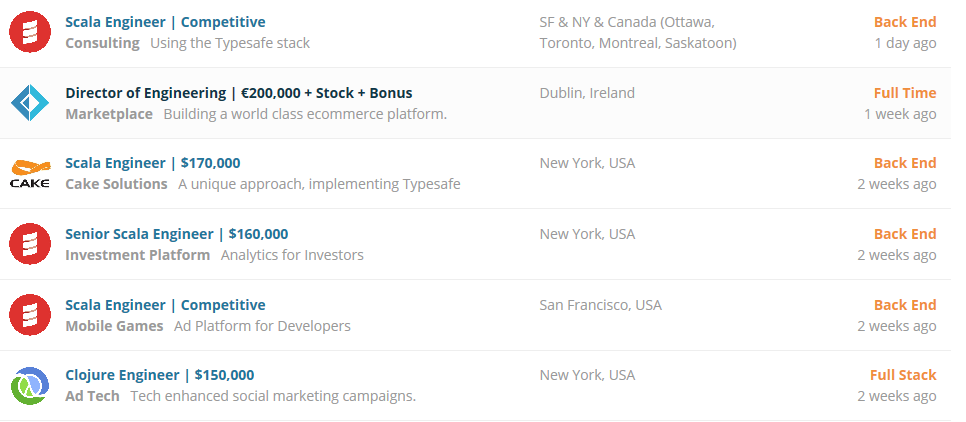 Scala Engineer | Competitive SF & NY & Canada (Ottawa, Back End
Consulting Using the Typesafe stack Toronto, Montreal, Saskatoon) 1 day ago
Director of Engineering | €200,000 + Stock + Bonus Dublin, Ireland Full Time
Marketplace Building a world class ecommerce platform. 1 week ago
Scala Engineer | $170,000 New York, USA Back End
CAKE Cake Solutions A unique approach, implementing Typesafe 2 weeks ago
Senior Scala Engineer | $160,000 New York, USA Back End
Investment Platform Analytics for Investors 2 weeks ago
Scala Engineer | Competitive San Francisco, USA Back End
Mobile Games Ad Platform for Developers 2 weeks ago
Clojure Engineer | $150,000 New York, USA Full Stack
Ad Tech Tech enhanced social marketing campaigns. 2 weeks ago